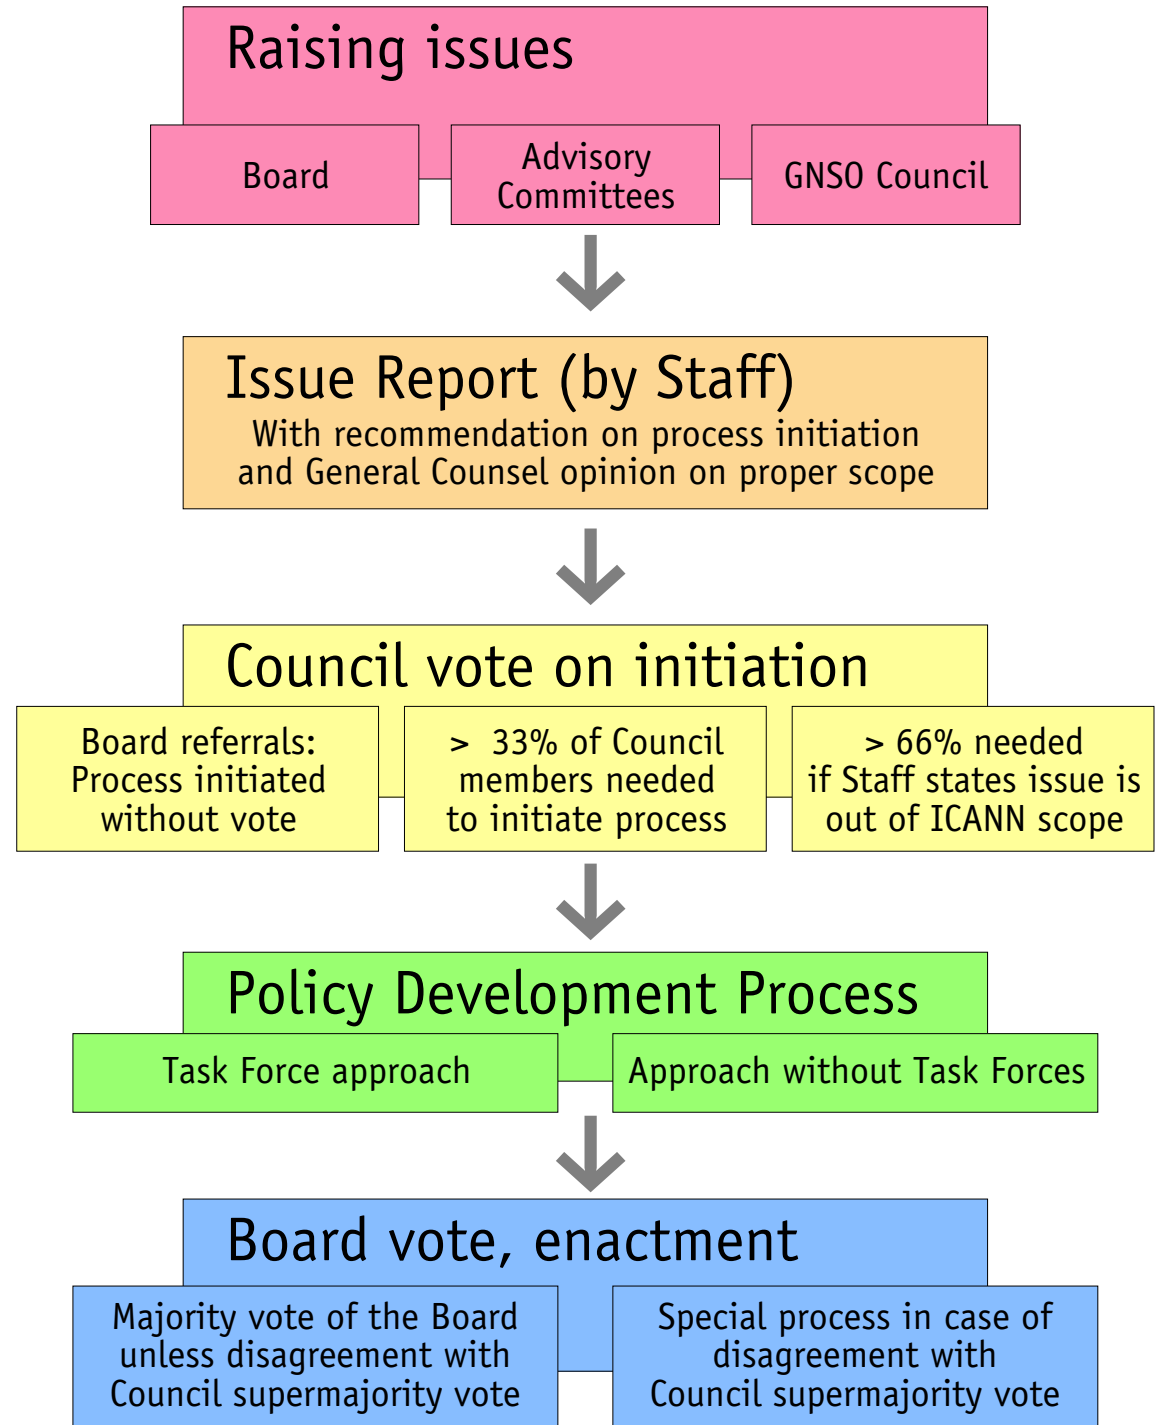 Raising issues
Board
Advisory
Committees
GNSO Council
Issue Report (by Staff)
With recommendation on process initiation
and General Counsel opinion on proper scope
Council vote on initiation
Board referrals:
Process initiated
without vote
> 33% of Council
members needed
to initiate process
> 66% needed
if Staff states issue is
out of ICANN scope
Policy Development Process
Task Force approach
Approach without Task Forces
Board vote, enactment
Majority vote of the Board
unless disagreement with
Council supermajority vote
Special process in case of
disagreement with
Council supermajority vote